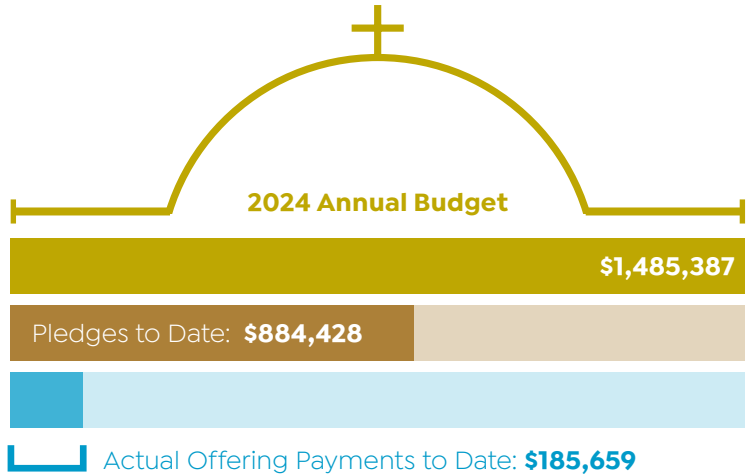 2024 Annual Budget
$1,485,387
Pledges to Date: $884,428
Actual Offering Payments to Date: $185,659